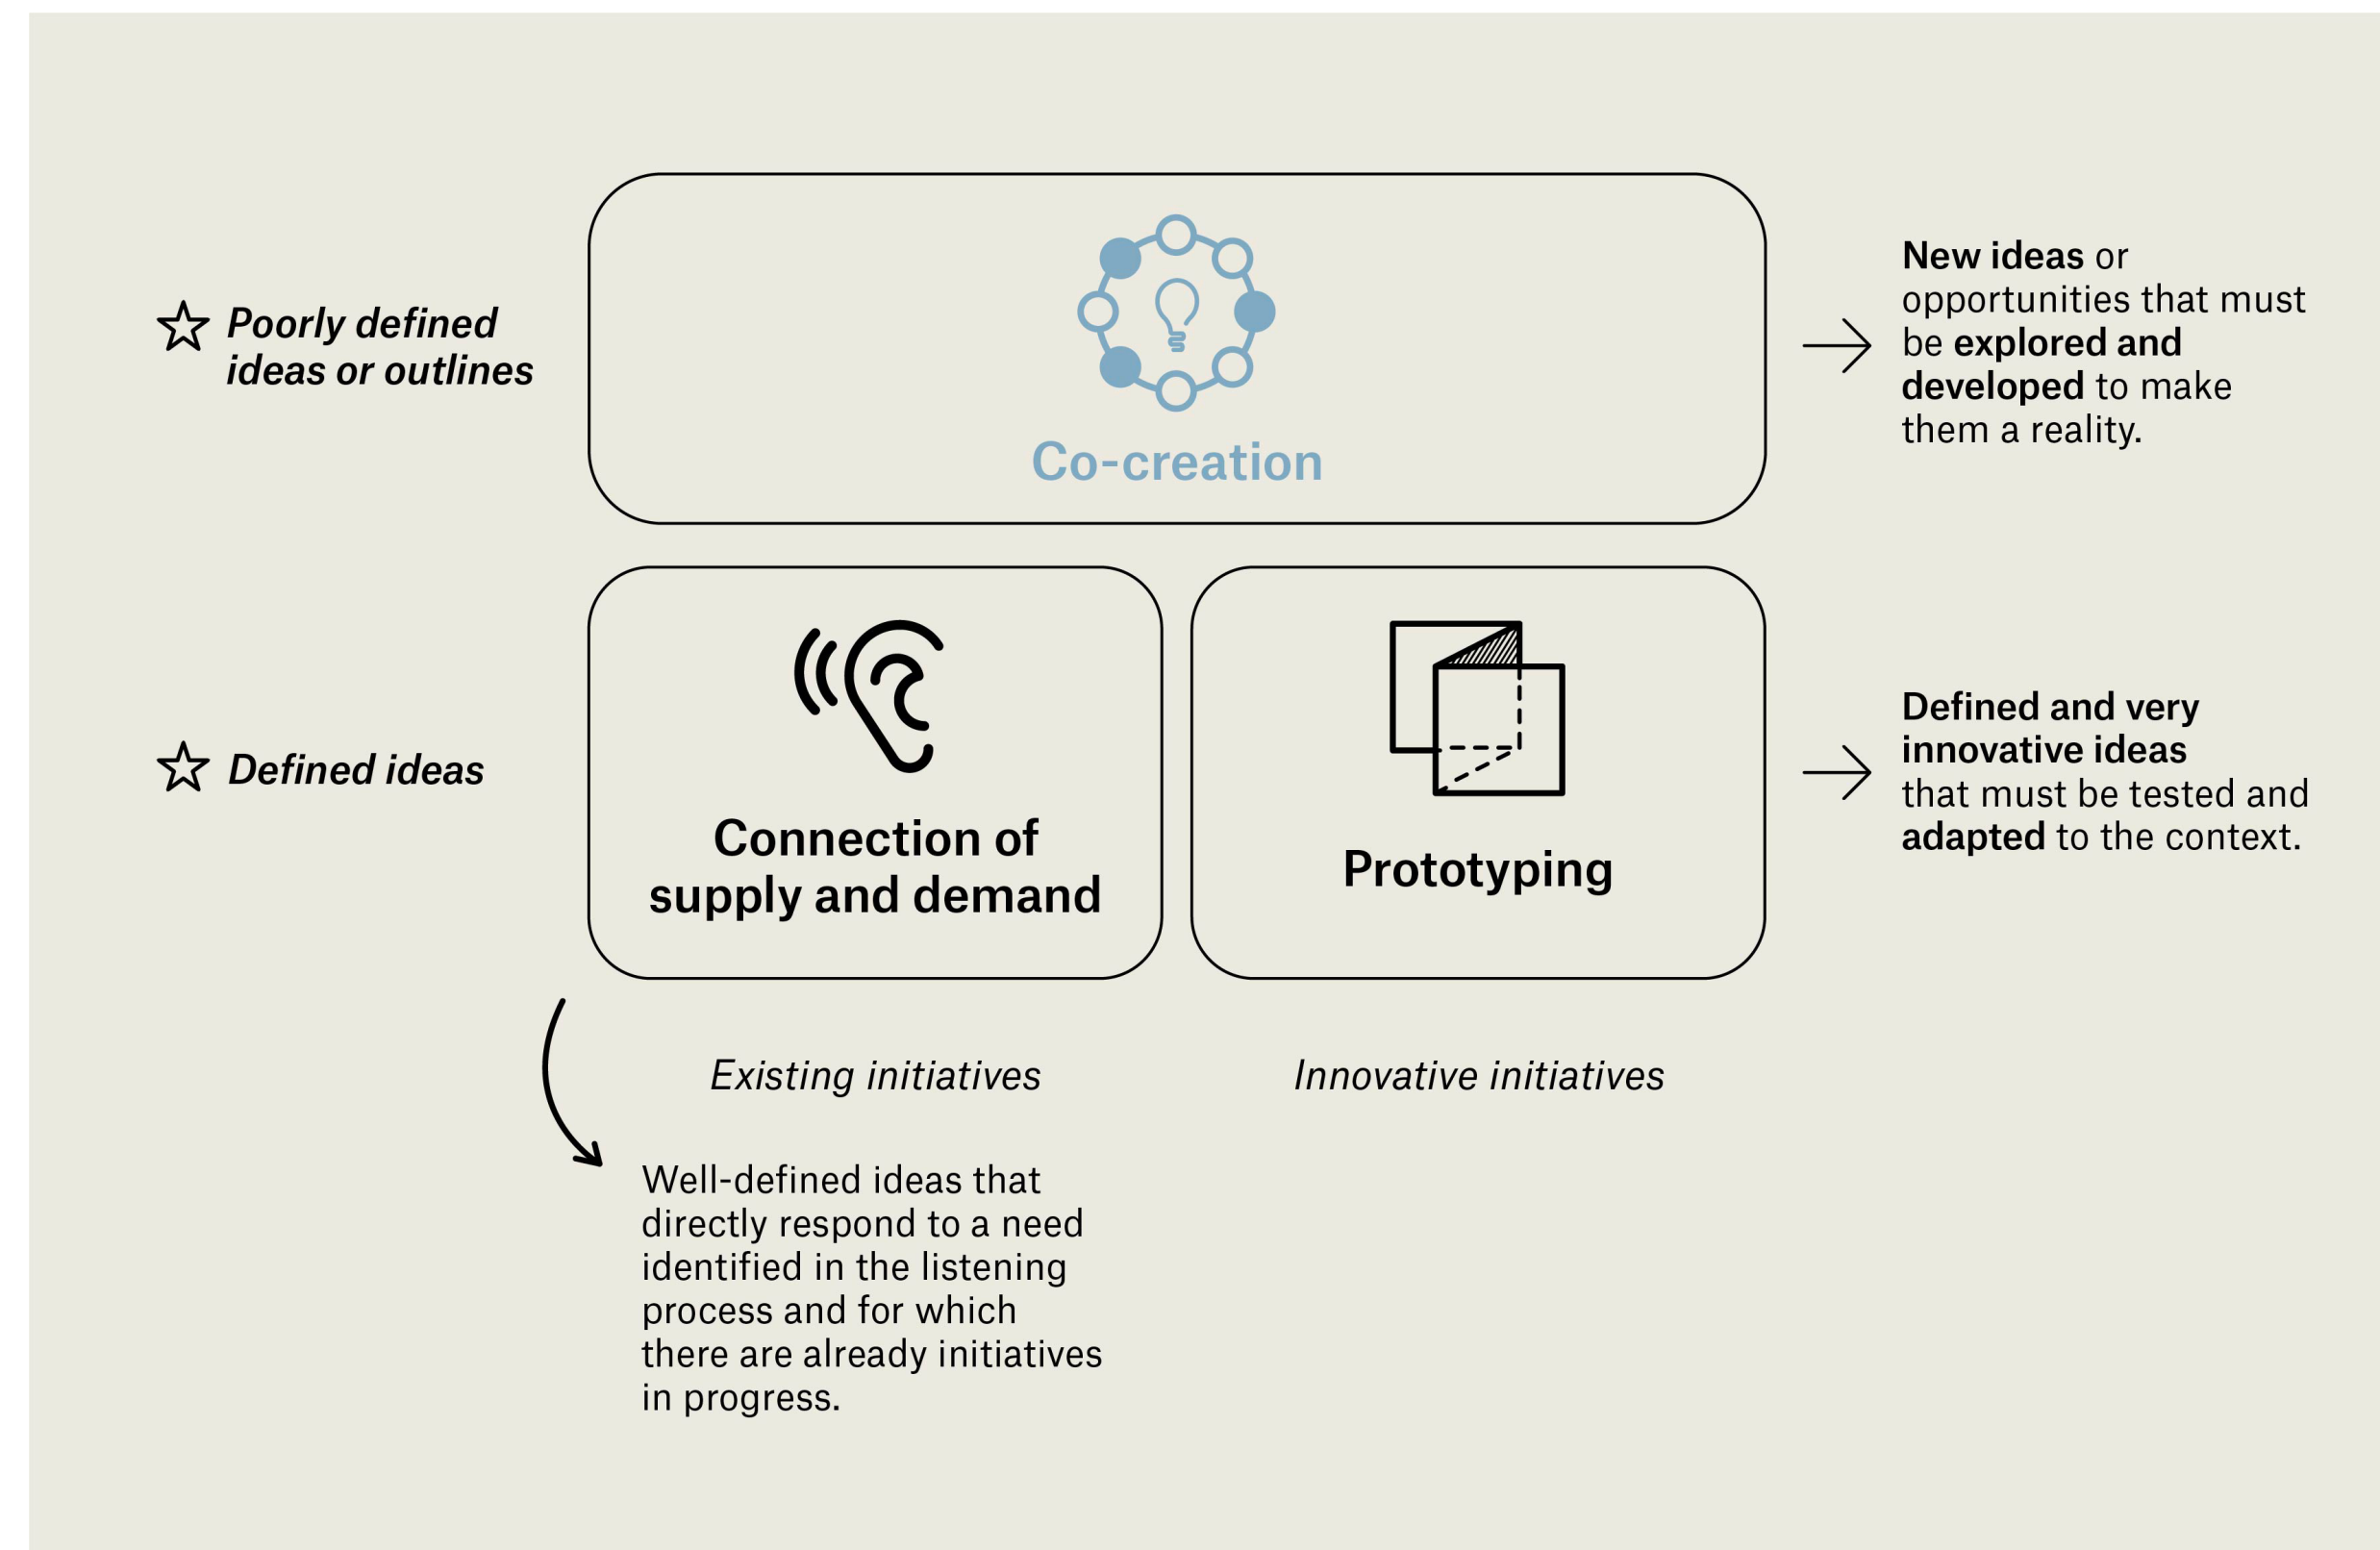 Poorly defined
ideas or outlines
Co-creation
New ideas or
opportunities that must
be explored and
developed to make
them a reality.
Defined ideas
Connection of
supply and demand
Prototyping
Defined and very
innovative ideas
that must be tested and
adapted to the context.
Existing initiatives
Innovative initiatives
Well-defined ideas that
directly respond to a need
identified in the listening
process and for which
there are already initiatives
in progress.